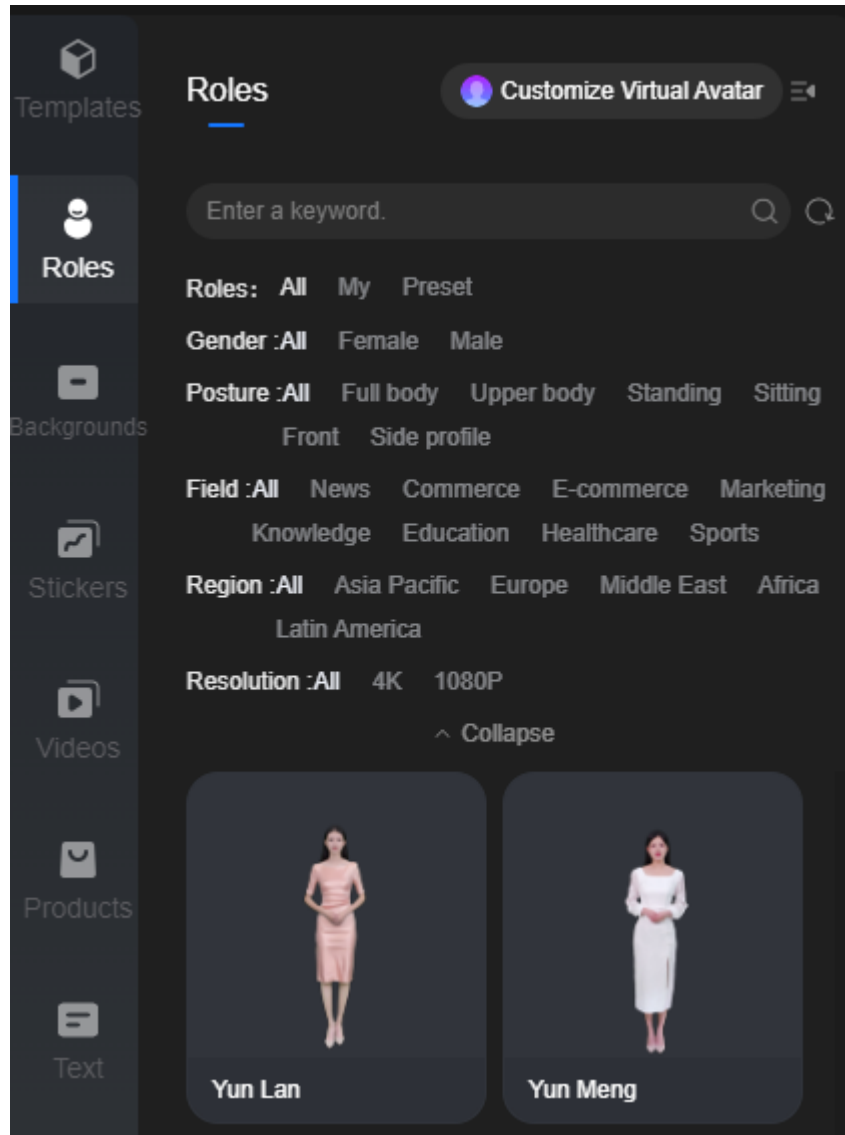 Templates
Roles
Backgrounds
Stickers
Videos
Products
Text
Roles
Customize Virtual Avatar
Enter a keyword.
Roles: All My Preset
Gender :All Female Male
Posture :All Full body Upper body Standing Sitting
Front Side profile
Field :All News Commerce E-commerce Marketing
Knowledge Education Healthcare Sports
Region :All Asia Pacific Europe Middle East Africa
Latin America
Resolution :All 4K 1080P
Collapse
Yun Lan
Yun Meng